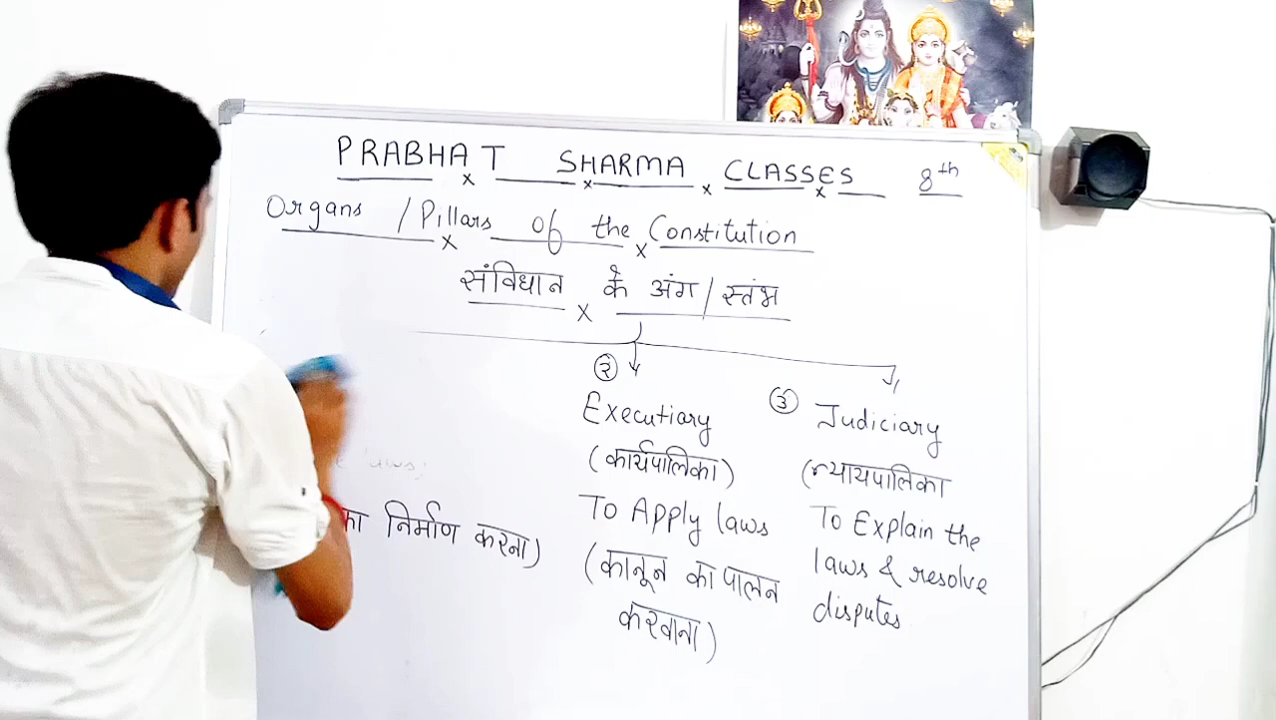 PRABHAT SHARMA CLASSES 8th
Organs / Pillars of the Constitution
संविधान के अंग / स्तंभ
②
Executiary
(कार्यपालिका)
To Apply laws
(कानून का पालन
करवाना)
③ Judiciary
(न्यायपालिका
To Explain the
laws & resolve
disputes
laws
का निर्माण करना)